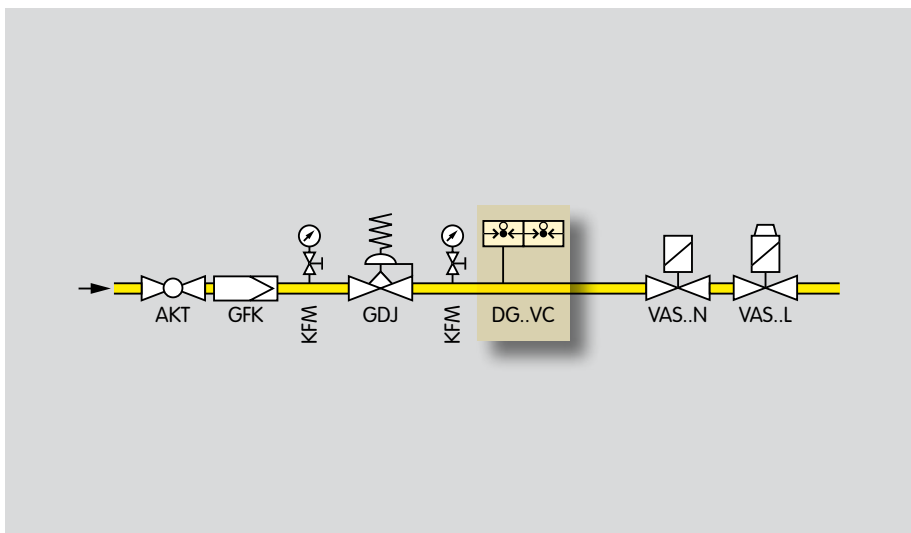 AKT
GFK
KFM
GDJ
KFM
DG..VC
VAS..N
VAS..L